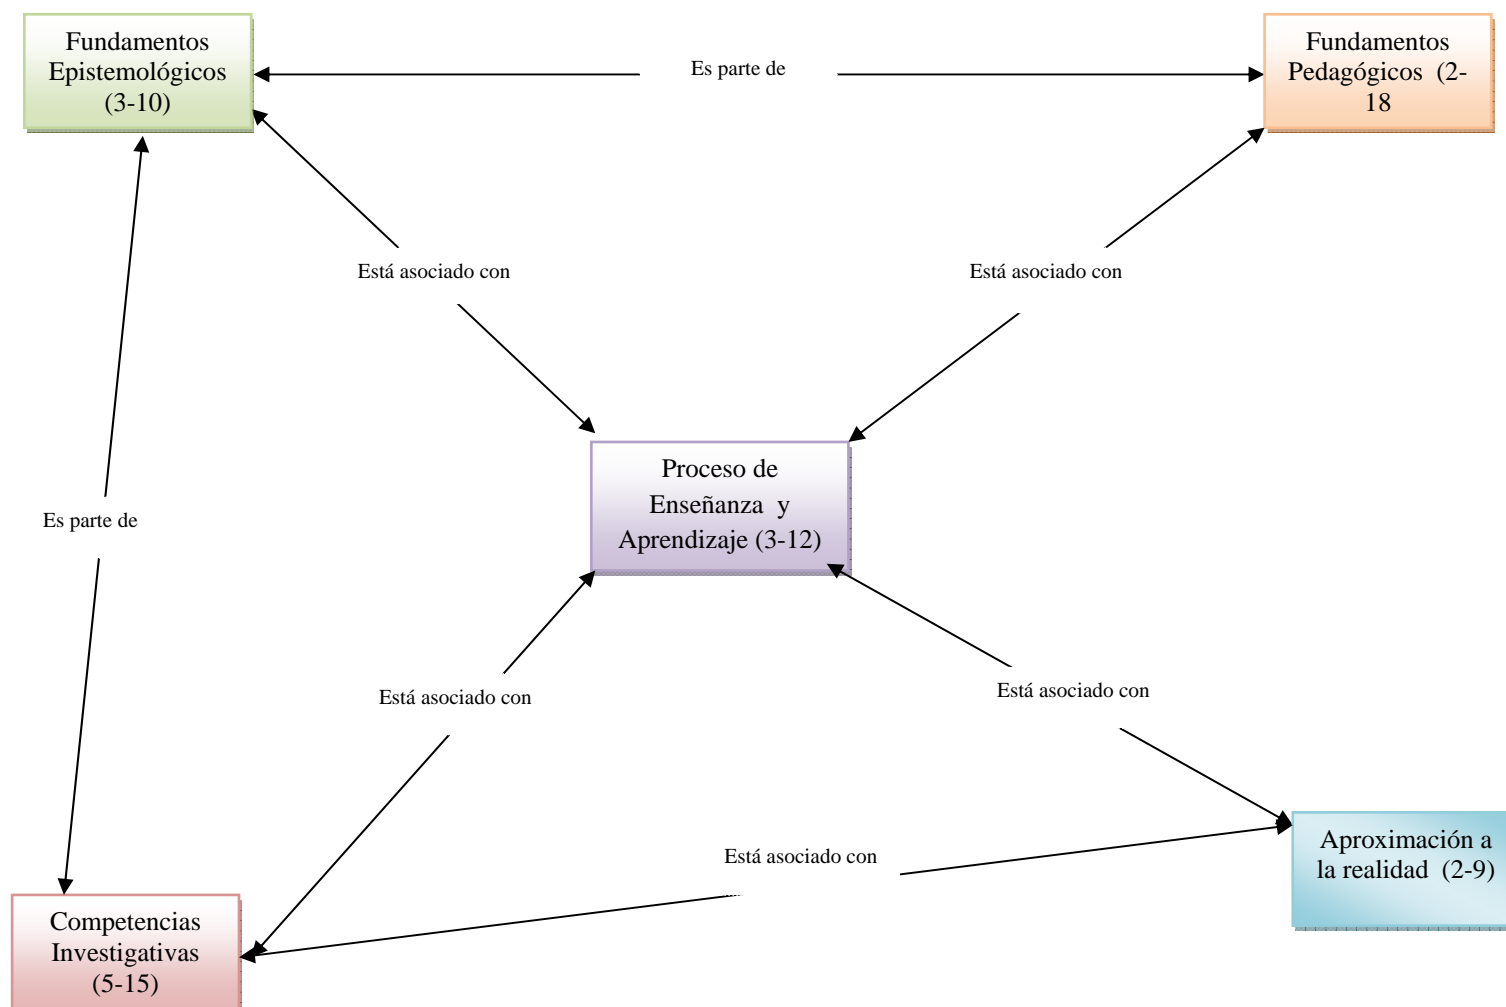 Fundamentos
Epistemológicos
(3-10)
Es parte de
Fundamentos
Pedagógicos (2-
18
Está asociado con
Está asociado con
Proceso de
Enseñanza y
Aprendizaje (3-12)
Es parte de
Está asociado con
Está asociado con
Está asociado con
Aproximación a
la realidad (2-9)
Competencias
Investigativas
(5-15)